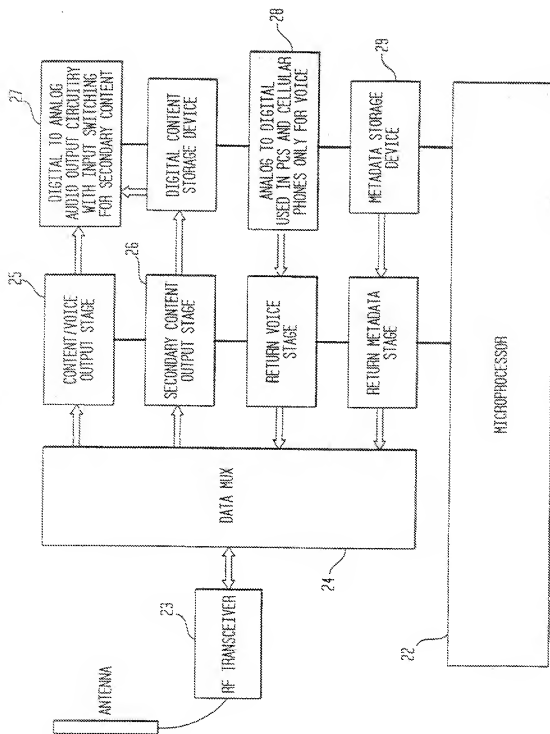 ANTENNA
23
RF TRANSCEIVER
DATA MUX
24
25
CONTENT/VOICE
OUTPUT STAGE
26
SECONDARY CONTENT
OUTPUT STAGE
RETURN VOICE
STAGE
RETURN METADATA
STAGE
27
DIGITAL TO ANALOG
AUDIO OUTPUT CIRCUITRY
WITH INPUT SWITCHING
FOR SECONDARY CONTENT
DIGITAL CONTENT
STORAGE DEVICE
28
ANALOG TO DIGITAL
USED IN PCS AND CELLULAR
PHONES ONLY FOR VOICE
29
METADATA STORAGE
DEVICE
22
MICROPROCESSOR